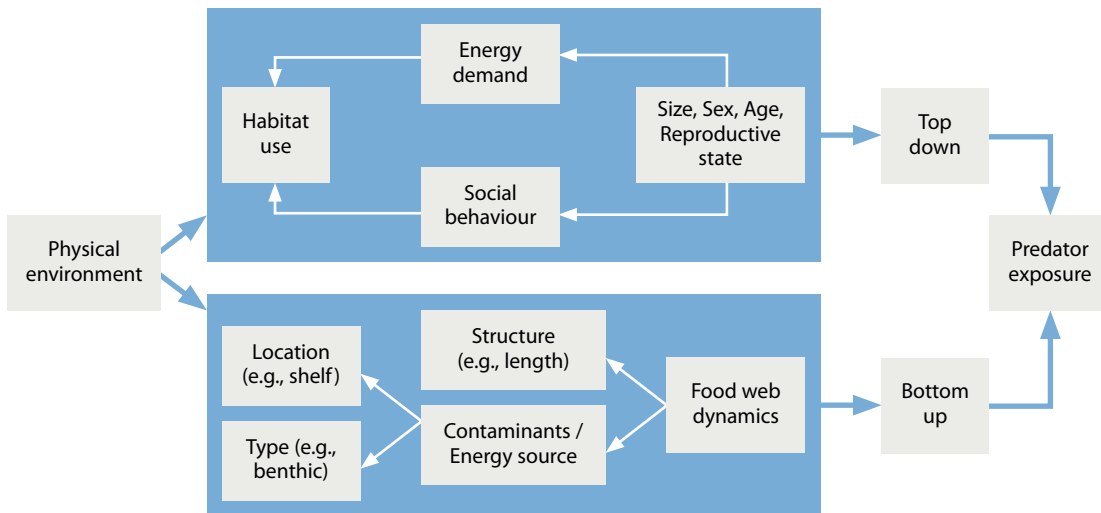 Physical
environment
Habitat
use
Energy
demand
Social
behaviour
Size, Sex, Age,
Reproductive
state
Top
down
Predator
exposure
Location
(e.g., shelf)
Type (e.g.,
benthic)
Structure
(e.g., length)
Contaminants /
Energy source
Food web
dynamics
Bottom
up